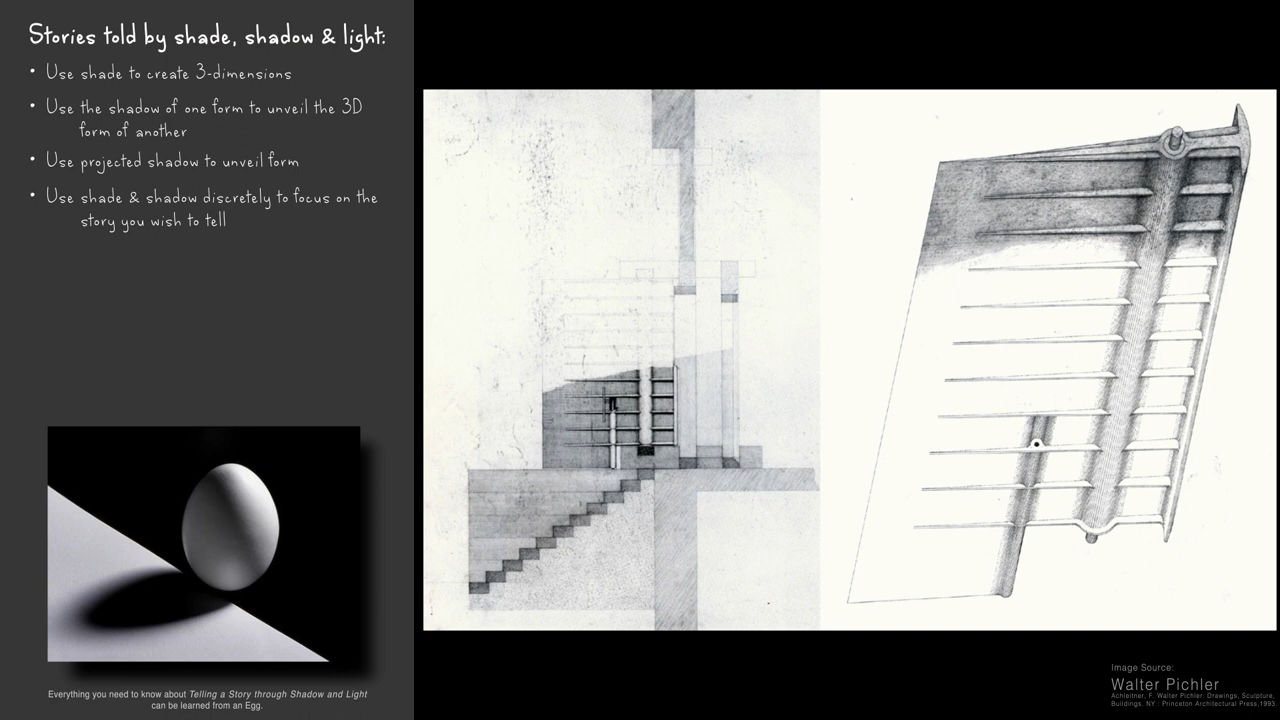 Stories told by shade, shadow & light:
• Use shade to create 3-dimensions
• Use the shadow of one form to unveil the 3D
form of another
• Use projected shadow to unveil form
• Use shade & shadow discretely to focus on the
story you wish to tell
Everything you need to know about Telling a Story through Shadow and Light
can be learned from an Egg.
Image Source:
Walter Pichler
Achleitner, F. Walter Pichler: Drawings, Sculpture,
Buildings. NY : Princeton Architectural Press,1993.